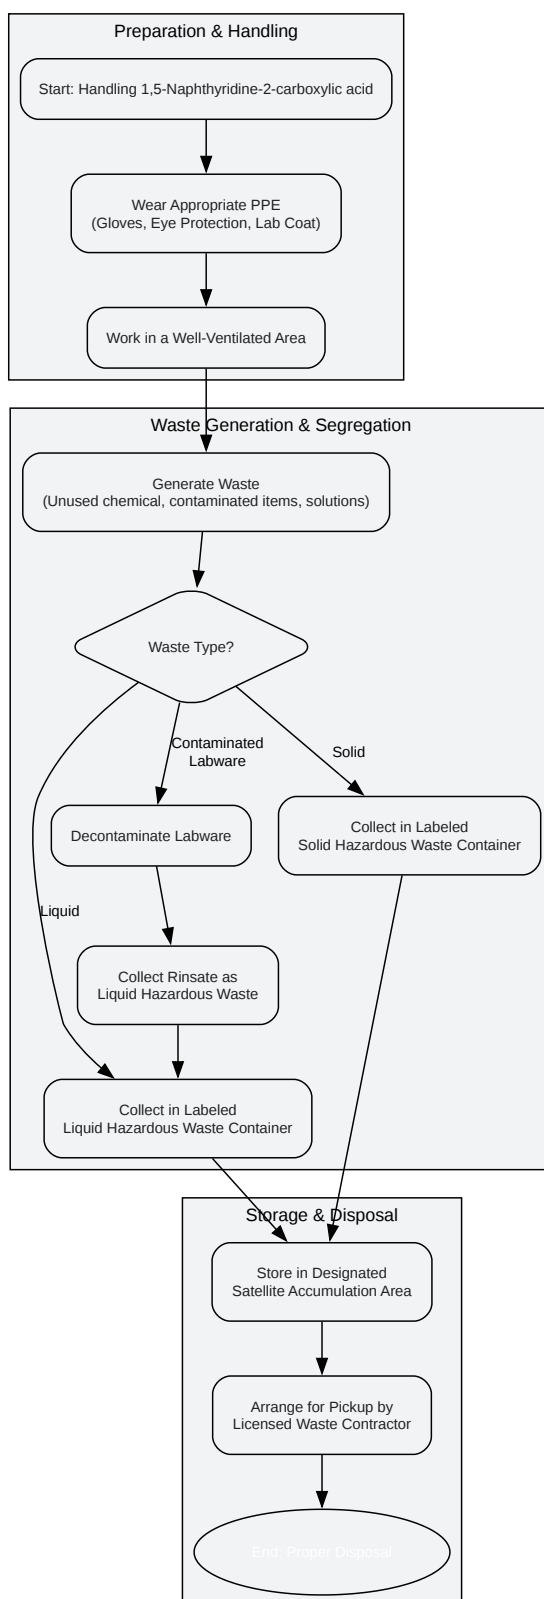 Preparation & Handling
Start: Handling 1,5-Naphthyridine-2-carboxylic acid
Wear Appropriate PPE
(Gloves, Eye Protection, Lab Coat)
Work in a Well-Ventilated Area
Waste Generation & Segregation
Generate Waste
(Unused chemical, contaminated items, solutions)
Waste Type?
Contaminated
Labware
Solid
Decontaminate Labware
Collect in Labeled
Solid Hazardous Waste Container
Liquid
Collect Rinsate as
Liquid Hazardous Waste
Collect in Labeled
Liquid Hazardous Waste Container
Storage & Disposal
Store in Designated
Satellite Accumulation Area
Arrange for Pickup by
Licensed Waste Contractor
End: Proper Disposal